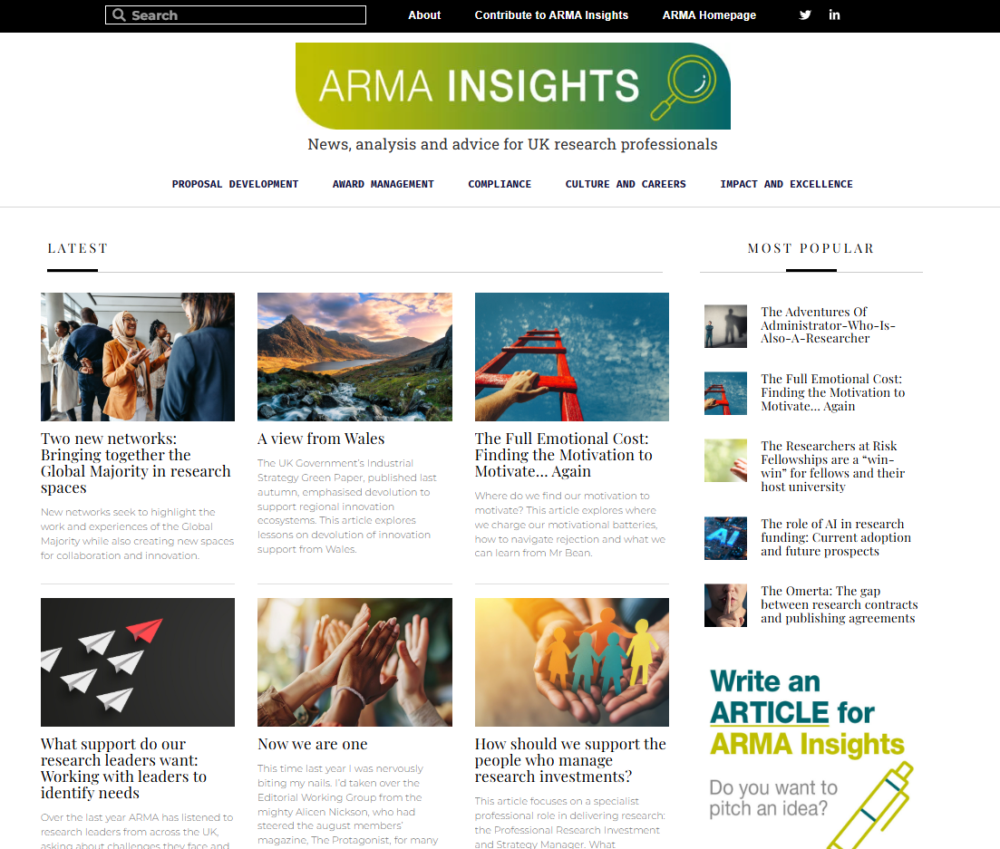 Search
About
Contribute to ARMA Insights
ARMA Homepage
ARMA INSIGHTS
News, analysis and advice for UK research professionals
PROPOSAL DEVELOPMENT
AWARD MANAGEMENT
COMPLIANCE
CULTURE AND CAREERS
IMPACT AND EXCELLENCE
LATEST
Two new networks:
Bringing together the
Global Majority in research
spaces
New networks seek to highlight the
work and experiences of the Global
Majority while also creating new spaces
for collaboration and innovation.
A view from Wales
The UK Government's Industrial
Strategy Green Paper, published last
autumn, emphasised devolution to
support regional innovation
ecosystems. This article explores
lessons on devolution of innovation
support from Wales.
The Full Emotional Cost:
Finding the Motivation to
Motivate... Again
Where do we find our motivation to
motivate? This article explores where
we charge our motivational batteries,
how to navigate rejection and what we
can learn from Mr Bean.
What support do our
research leaders want:
Working with leaders to
identify needs
Over the last year ARMA has listened to
research leaders from across the UK,
asking about challenges they face and
Now we are one
This time last year I was nervously
biting my nails. I'd taken over the
Editorial Working Group from the
mighty Alicen Nickson, who had
steered the august members'
magazine, The Protagonist, for many
How should we support the
people who manage
research investments?
This article focuses on a specialist
professional role in delivering research:
the Professional Research Investment
and Strategy Manager. What
MOST POPULAR
The Adventures Of
Administrator-Who-Is-
Also-A-Researcher
The Full Emotional Cost:
Finding the Motivation to
Motivate... Again
The Researchers at Risk
Fellowships are a “win-
win” for fellows and their
host university
AI
The role of AI in research
funding: Current adoption
and future prospects
The Omerta: The gap
between research contracts
and publishing agreements
Write an
ARTICLE for
ARMA Insights
Do you want to
pitch an idea?